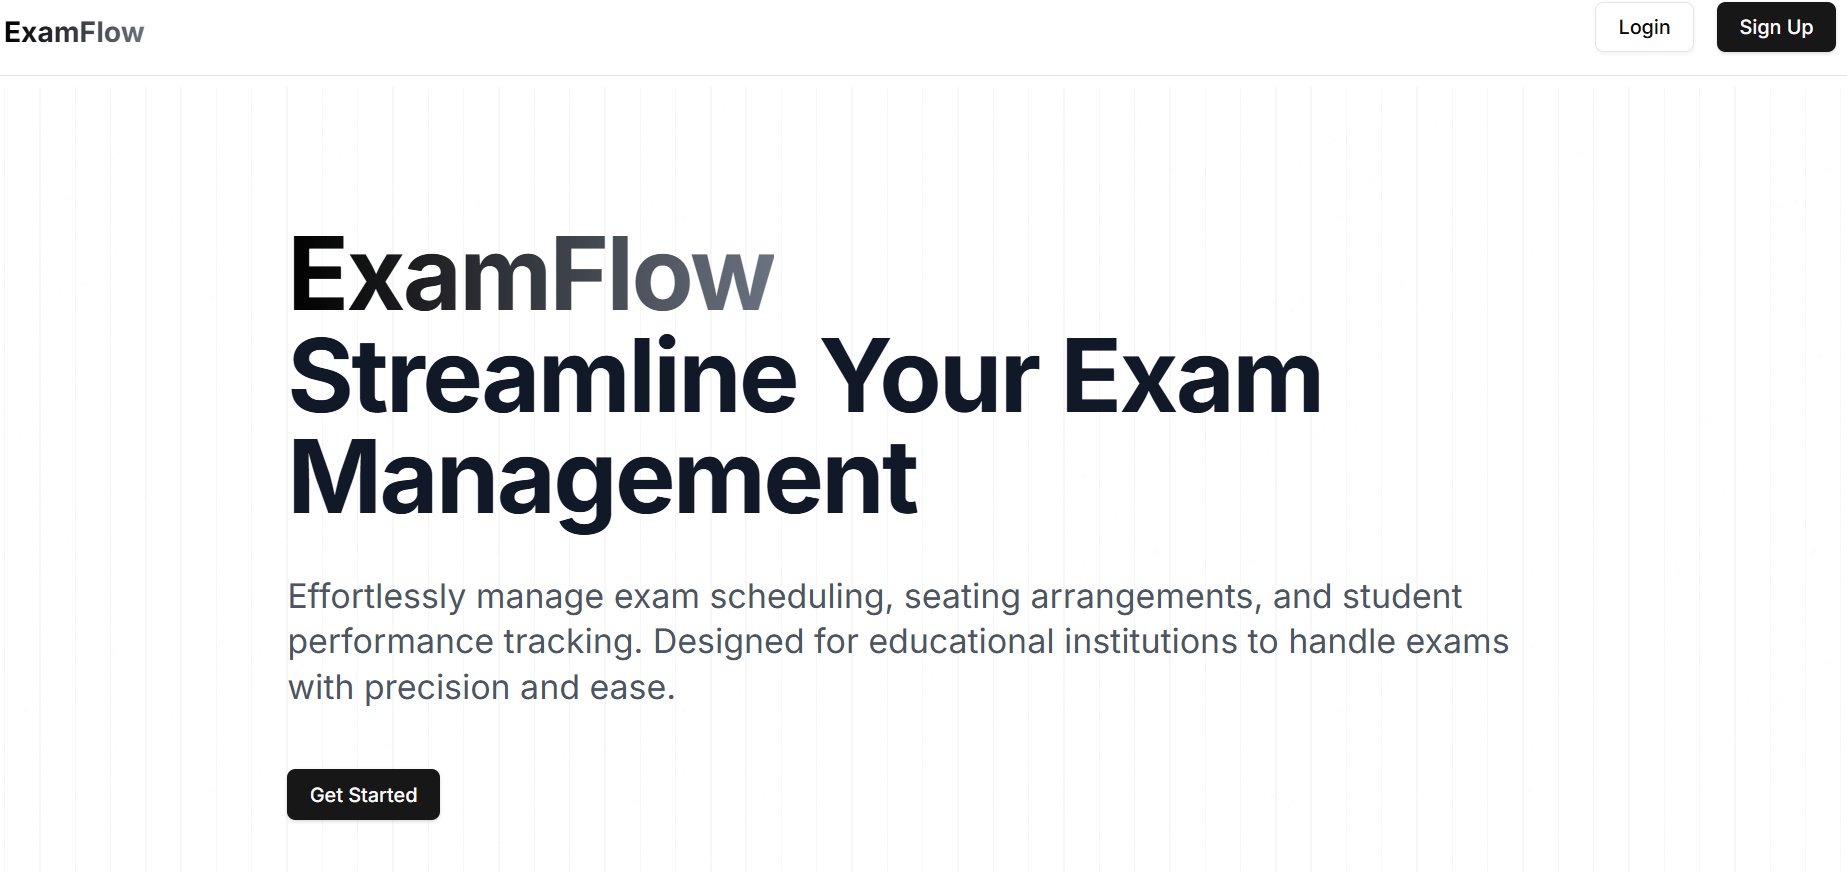 ExamFlow
Login
Sign Up
ExamFlow
Streamline Your Exam
Management
Effortlessly manage exam scheduling, seating arrangements, and student
performance tracking. Designed for educational institutions to handle exams
with precision and ease.
Get Started